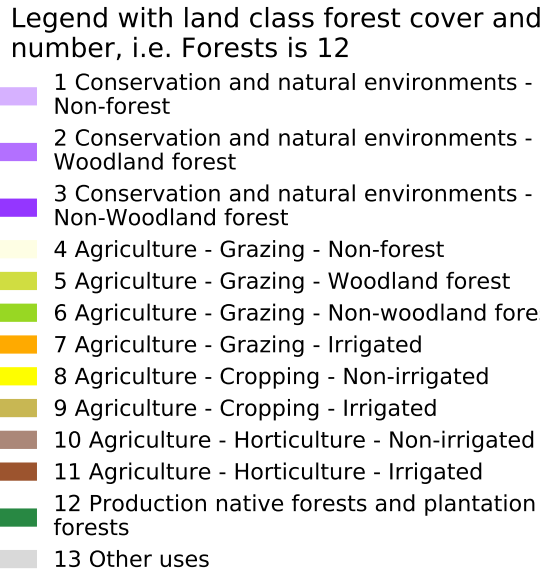 Legend with land class forest cover and
number, i.e. Forests is 12
1 Conservation and natural environments -
Non-forest
2 Conservation and natural environments -
Woodland forest
3 Conservation and natural environments -
Non-Woodland forest
4 Agriculture - Grazing - Non-forest
5 Agriculture - Grazing - Woodland forest
6 Agriculture - Grazing - Non-woodland fore
7 Agriculture - Grazing - Irrigated
8 Agriculture - Cropping - Non-irrigated
9 Agriculture - Cropping - Irrigated
10 Agriculture - Horticulture - Non-irrigated
11 Agriculture - Horticulture - Irrigated
12 Production native forests and plantation
forests
13 Other uses